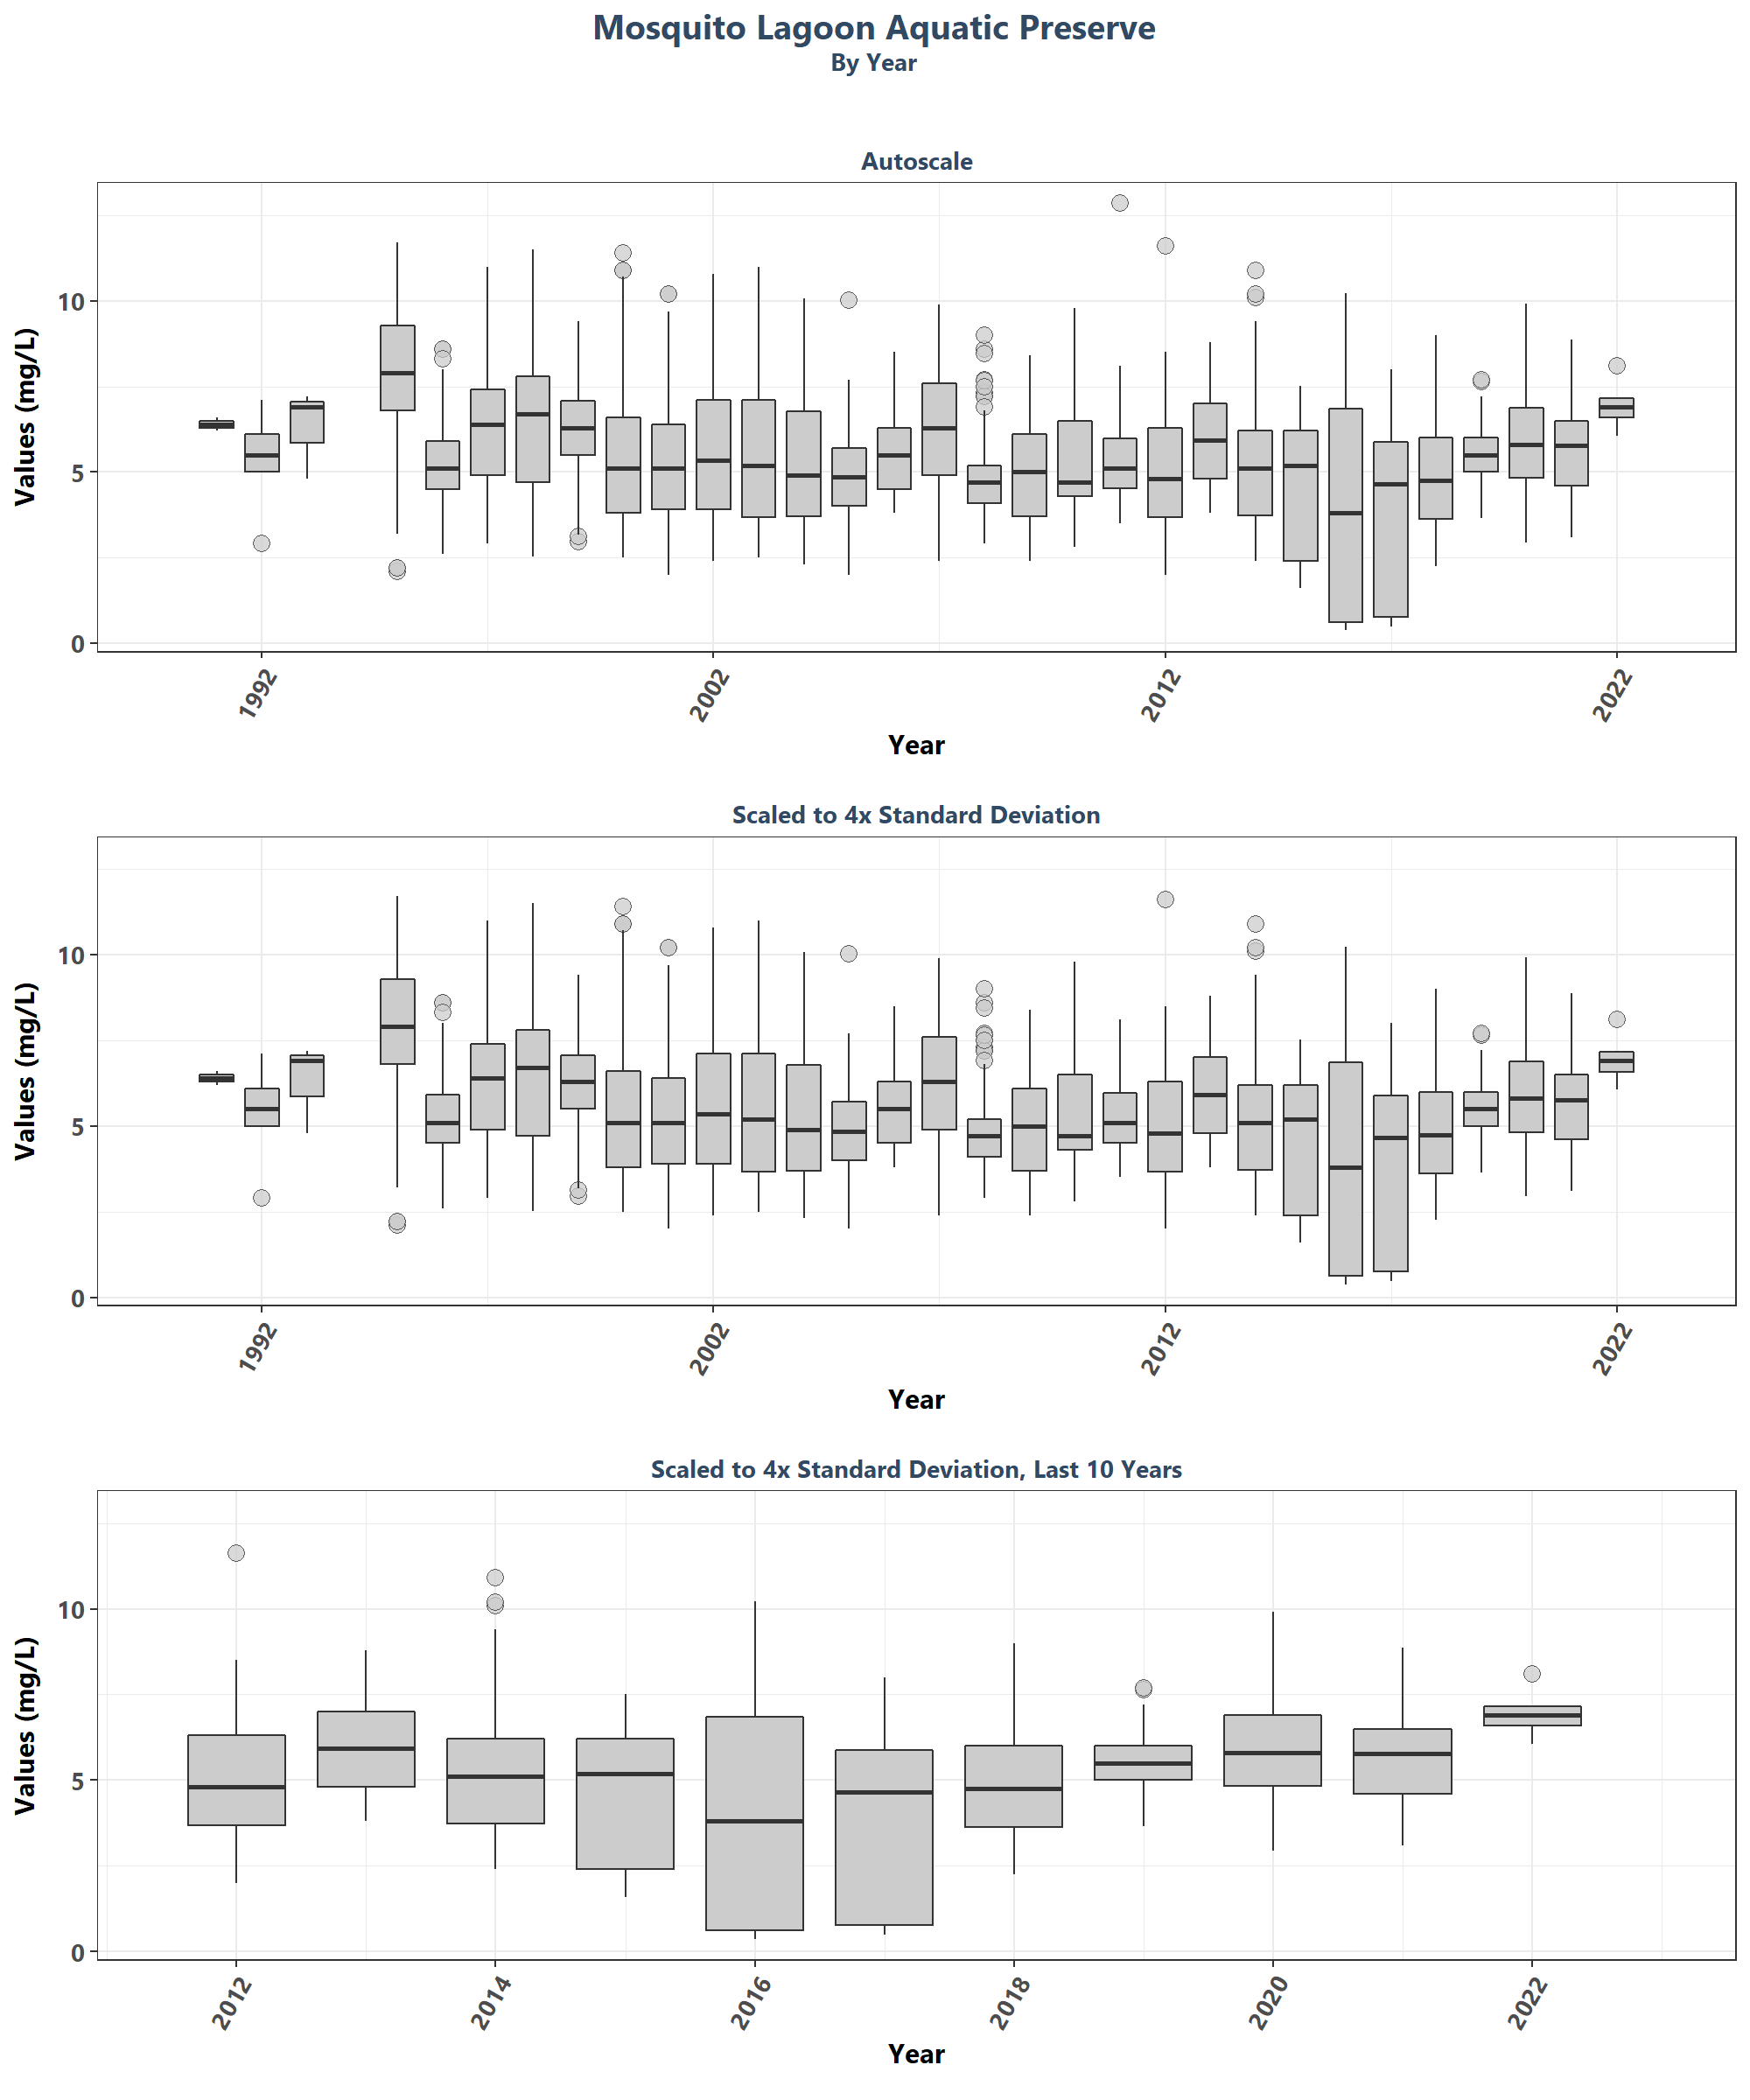 Mosquito Lagoon Aquatic Preserve
By Year
Autoscale
Values (mg/L)
10
5
0
1992 2002 2012 2022
Year
Scaled to 4x Standard Deviation
Values (mg/L)
10
5
0
1992 2002 2012 2022
Year
Scaled to 4x Standard Deviation, Last 10 Years
Values (mg/L)
10
5
0
2012 2014 2016 2018 2020 2022
Year